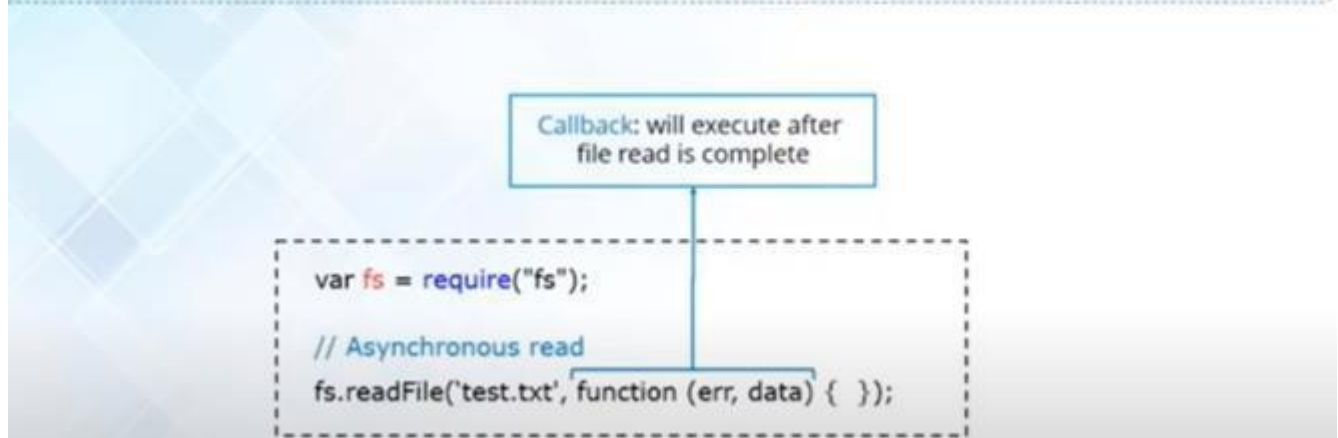 Callback: will execute after
file read is complete
var fs = require("fs");
// Asynchronous read
fs.readFile('test.txt', function (err, data) { });